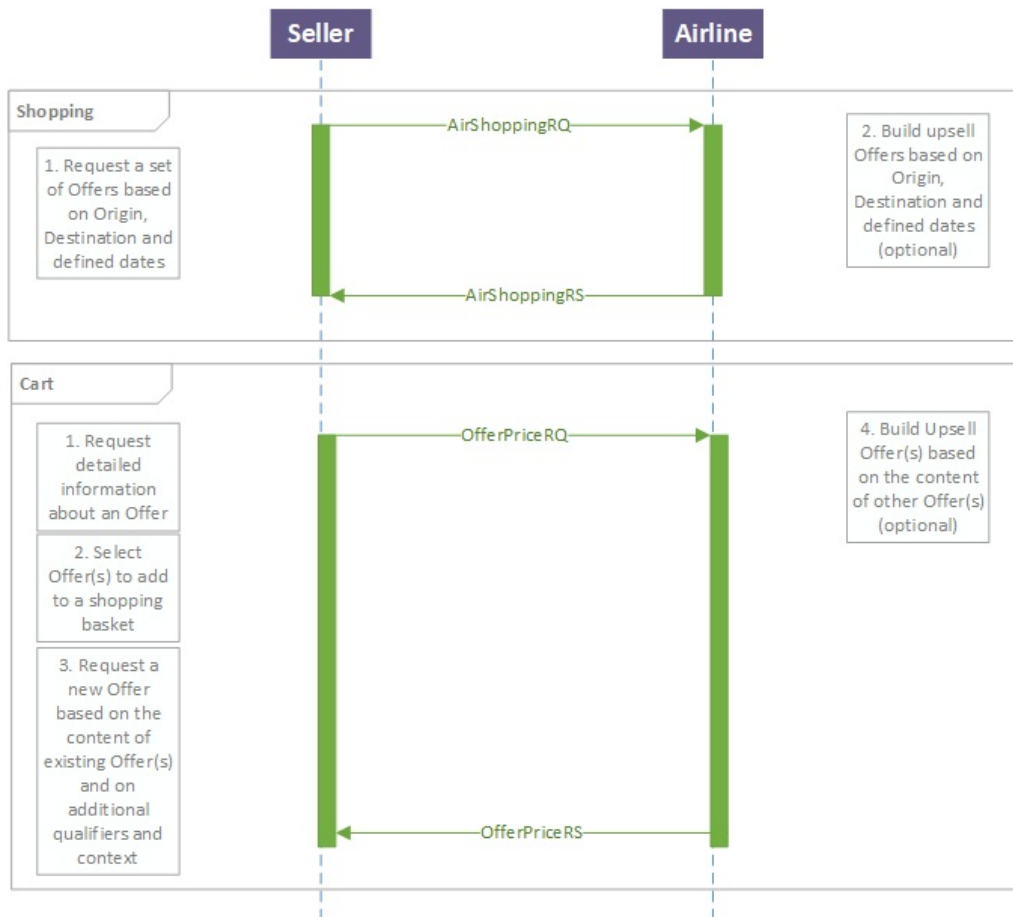 Seller
Airline
Shopping
AirShoppingRQ
1. Request a set
of Offers based
on Origin,
Destination and
defined dates
2. Build upsell
Offers based on
Origin,
Destination and
defined dates
(optional)
AirShoppingRS
Cart
OfferPriceRQ
1. Request
detailed
information
about an Offer
2. Select
Offer(s) to add
to a shopping
basket
3. Request a
new Offer
based on the
content of
existing Offer(s)
and on
additional
qualifiers and
context
4. Build Upsell
Offer(s) based
on the content
of other Offer(s)
(optional)
OfferPriceRS